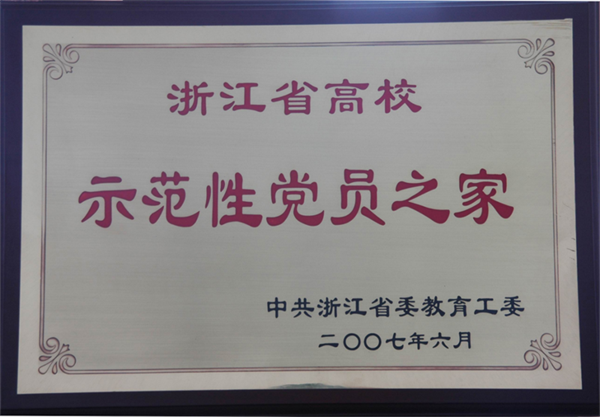 浙江省高校
示范性党员之家
中共浙江省委教育工委
二〇〇七年六月